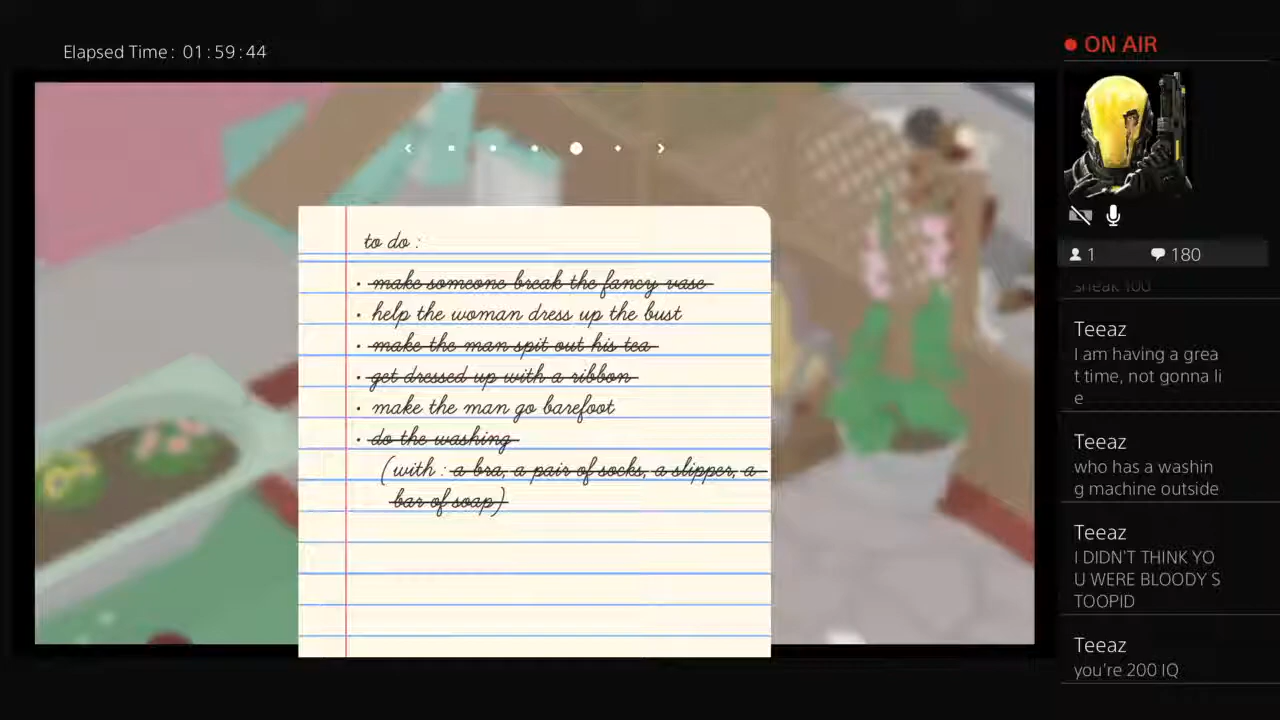 Elapsed Time: 01:59:44
ON AIR
1 180
to do :
• make someone break the fancy vase
• help the woman dress up the bust
• make the man spit out his tea
• get dressed up with a ribbon
• make the man go barefoot
• do the washing
(with : a bra, a pair of socks, a slipper, a
bar of soap)
sneak 100
Teeaz
I am having a grea
t time, not gonna li
e
Teeaz
who has a washin
g machine outside
Teeaz
I DIDN'T THINK YO
U WERE BLOODY S
TOOPID
Teeaz
you're 200 IQ